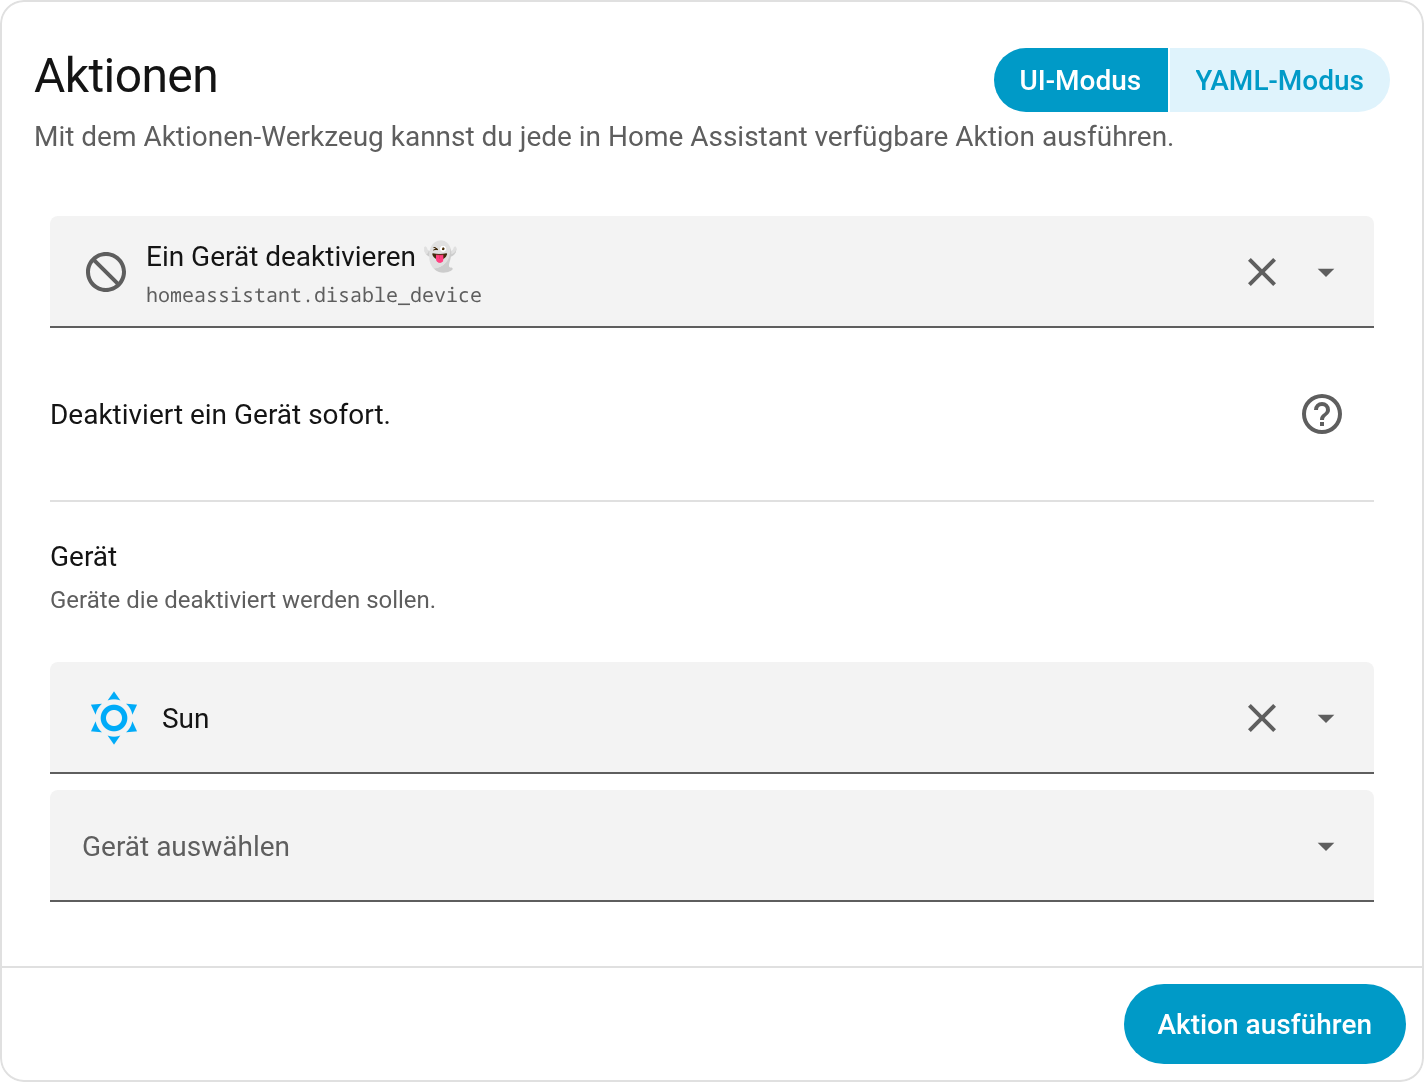 Aktionen
UI-Modus
YAML-Modus
Mit dem Aktionen-Werkzeug kannst du jede in Home Assistant verfügbare Aktion ausführen.
Ein Gerät deaktivieren 👻
homeassistant.disable_device
Deaktiviert ein Gerät sofort.
Gerät
Geräte die deaktiviert werden sollen.
Sun
Gerät auswählen
Aktion ausführen